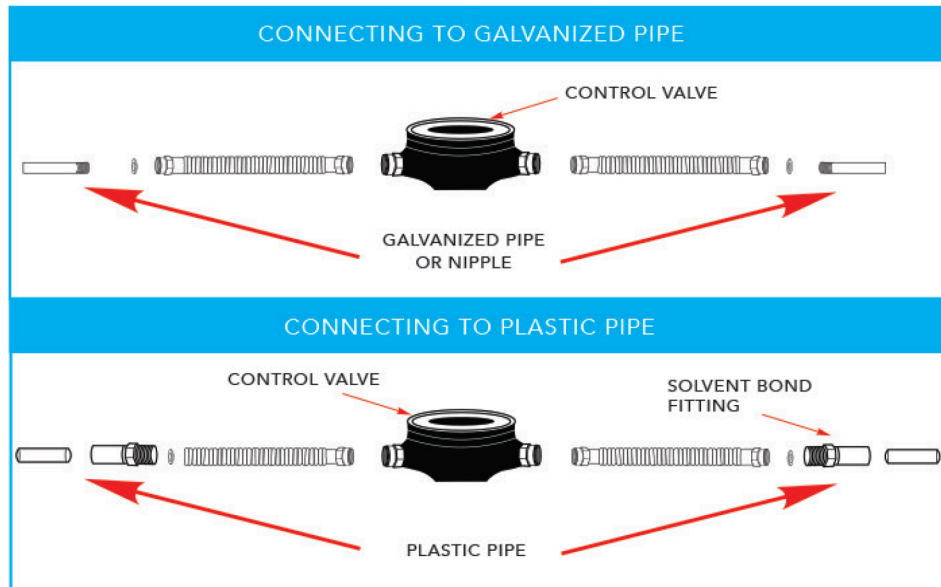 CONNECTING TO GALVANIZED PIPE
CONTROL VALVE
GALVANIZED PIPE
OR NIPPLE
CONNECTING TO PLASTIC PIPE
CONTROL VALVE
SOLVENT BOND
FITTING
PLASTIC PIPE